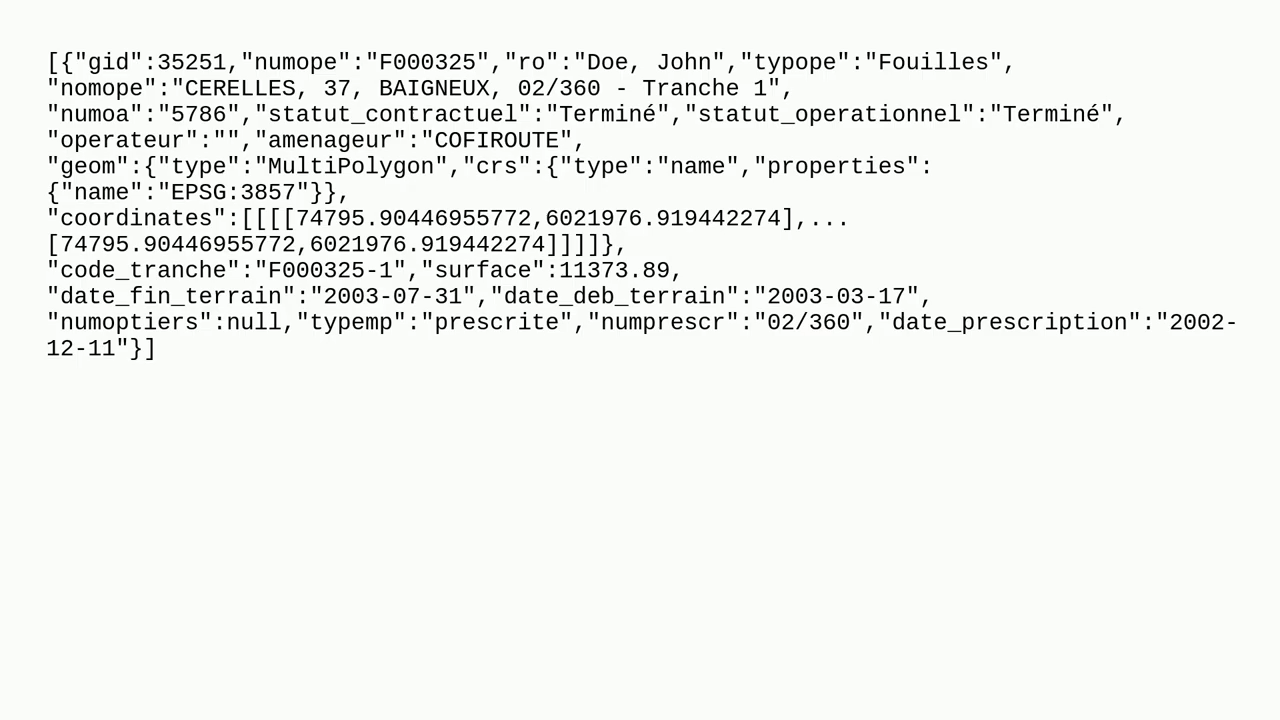 [{"gid":35251,"numope":"F000325","ro":"Doe, John","typope":"Fouilles",
"nomope":"CERELLES, 37, BAIGNEUX, 02/360 - Tranche 1",
"numoa":"5786","statut_contractuel":"Terminé","statut_operationnel":"Terminé",
"operateur":"","amenageur":"COFIROUTE",
"geom":{"type":"MultiPolygon","crs":{"type":"name","properties":
{"name":"EPSG:3857"}},
"coordinates":[[[[74795.90446955772,6021976.919442274],...
[74795.90446955772,6021976.919442274]]]]},
"code_tranche":"F000325-1","surface":11373.89,
"date_fin_terrain":"2003-07-31","date_deb_terrain":"2003-03-17",
"numoptiers":null,"typemp":"prescrite","numprescr":"02/360","date_prescription":"2002-
12-11"}]